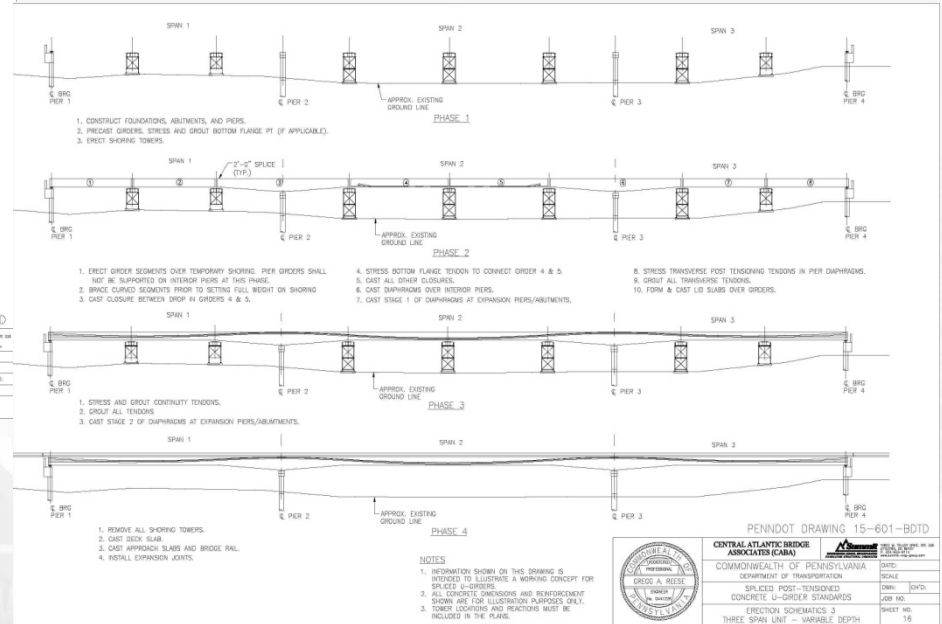 SPAN 1
SPAN 2
SPAN 3
℄ BRG
PIER 1
℄ PIER 2
APPROX. EXISTING
GROUND LINE
℄ PIER 3
℄ BRG
PIER 4
PHASE 1
1. CONSTRUCT FOUNDATIONS, ABUTMENTS, AND PIERS.
2. PRECAST GIRDERS. STRESS AND GROUT BOTTOM FLANGE PT (IF APPLICABLE).
3. ERECT SHORING TOWERS.
SPAN 1
2'-0" SPLICE
(TYP.)
SPAN 2
SPAN 3
1 2 3 4 5 6 7 8
℄ BRG
PIER 1
℄ PIER 2
APPROX. EXISTING
GROUND LINE
℄ PIER 3
℄ BRG
PIER 4
PHASE 2
1. ERECT GIRDER SEGMENTS OVER TEMPORARY SHORING. PIER GIRDERS SHALL
NOT BE SUPPORTED ON INTERIOR PIERS AT THIS PHASE.
2. BRACE CURVED SEGMENTS PRIOR TO SETTING FULL WEIGHT ON SHORING
3. CAST CLOSURE BETWEEN DROP IN GIRDERS 4 & 5.
4. STRESS BOTTOM FLANGE TENDON TO CONNECT GIRDER 4 & 5.
5. CAST ALL OTHER CLOSURES.
6. CAST DIAPHRAGMS OVER INTERIOR PIERS.
7. CAST STAGE 1 OF DIAPHRAGMS AT EXPANSION PIERS/ABUTMENTS.
8. STRESS TRANSVERSE POST TENSIONING TENDONS IN PIER DIAPHRAGMS.
9. GROUT ALL TRANSVERSE TENDONS.
10. FORM & CAST LID SLABS OVER GIRDERS.
SPAN 1
SPAN 2
SPAN 3
℄ BRG
PIER 1
℄ PIER 2
APPROX. EXISTING
GROUND LINE
℄ PIER 3
℄ BRG
PIER 4
PHASE 3
1. STRESS AND GROUT CONTINUITY TENDONS.
2. GROUT ALL TENDONS
3. CAST STAGE 2 OF DIAPHRAGMS AT EXPANSION PIERS/ABUMTMENTS.
SPAN 1
SPAN 2
SPAN 3
℄ BRG
PIER 1
℄ PIER 2
APPROX. EXISTING
GROUND LINE
℄ PIER 3
℄ BRG
PIER 4
PHASE 4
1. REMOVE ALL SHORING TOWERS.
2. CAST DECK SLAB.
3. CAST APPROACH SLABS AND BRIDGE RAIL.
4. INSTALL EXPANSION JOINTS.
NOTES
1. INFORMATION SHOWN ON THIS DRAWING IS
INTENDED TO ILLUSTRATE A WORKING CONCEPT FOR
SPLICED U-GIRDERS.
2. ALL CONCRETE DIMENSIONS AND REINFORCEMENT
SHOWN ARE FOR ILLUSTRATION PURPOSES ONLY.
3. TOWER LOCATIONS AND REACTIONS MUST BE
INCLUDED IN THE PLANS.
PENNDOT DRAWING 15-601-BDTD
COMMONWEALTH OF
REGISTERED
PROFESSIONAL
GREGG A. REESE
ENGINEER
PENNSYLVANIA
CENTRAL ATLANTIC BRIDGE
ASSOCIATES (CABA)
Summit
COMMONWEALTH OF PENNSYLVANIA
DEPARTMENT OF TRANSPORTATION
SPLICED POST-TENSIONED
CONCRETE U-GIRDER STANDARDS
ERECTION SCHEMATICS 3
THREE SPAN UNIT - VARIABLE DEPTH
DATE:
SCALE
DWN: CH'D:
JOB NO.
SHEET NO.
16